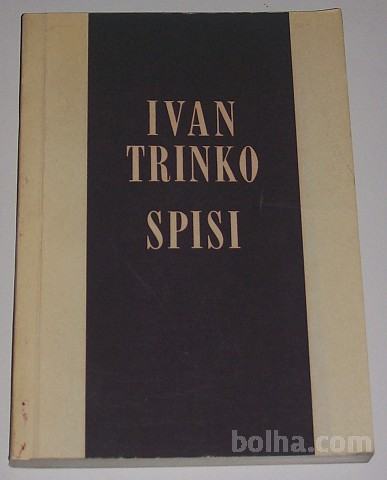 IVAN
TRINKO
SPISI
bolha.com